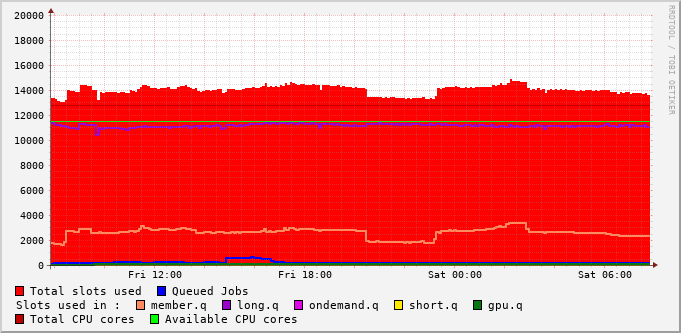 20000
18000
16000
14000
12000
10000
8000
6000
4000
2000
0
Fri 12:00 Fri 18:00 Sat 00:00 Sat 06:00
RRDTOOL / TOBI OETIKER
Total slots used Queued Jobs
Slots used in : member.q long.q ondemand.q short.q gpu.q
Total CPU cores Available CPU cores